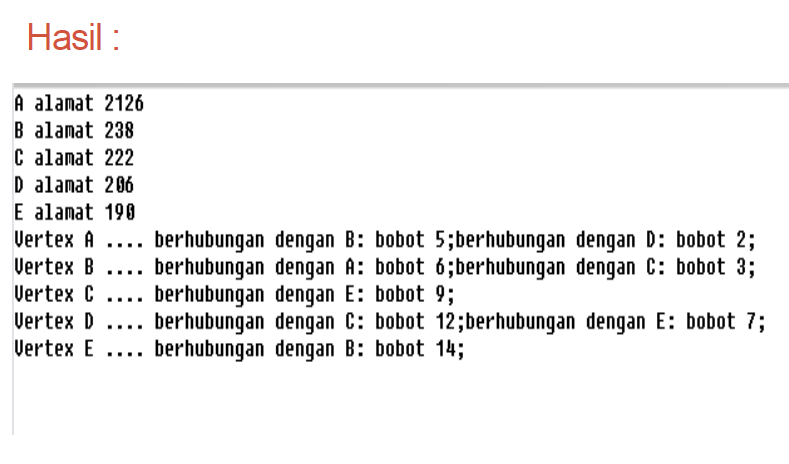 Hasil :
A alamat 2126
B alamat 238
C alamat 222
D alamat 206
E alamat 190
Vertex A .... berhubungan dengan B: bobot 5;berhubungan dengan D: bobot 2;
Vertex B .... berhubungan dengan A: bobot 6;berhubungan dengan C: bobot 3;
Vertex C .... berhubungan dengan E: bobot 9;
Vertex D .... berhubungan dengan C: bobot 12;berhubungan dengan E: bobot 7;
Vertex E .... berhubungan dengan B: bobot 14;